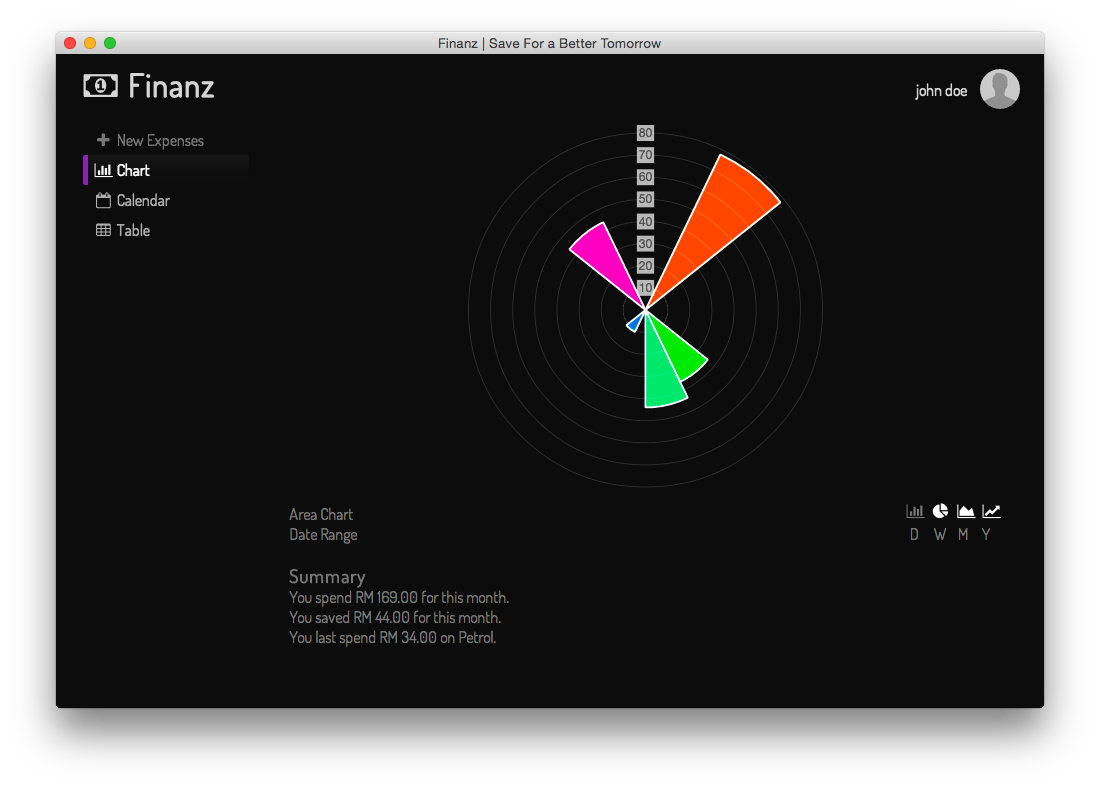 Finanz | Save For a Better Tomorrow
Finanz
john doe
New Expenses
Chart
Calendar
Table
80
70
60
50
40
30
20
10
Area Chart
Date Range
D W M Y
Summary
You spend RM 169.00 for this month.
You saved RM 44.00 for this month.
You last spend RM 34.00 on Petrol.